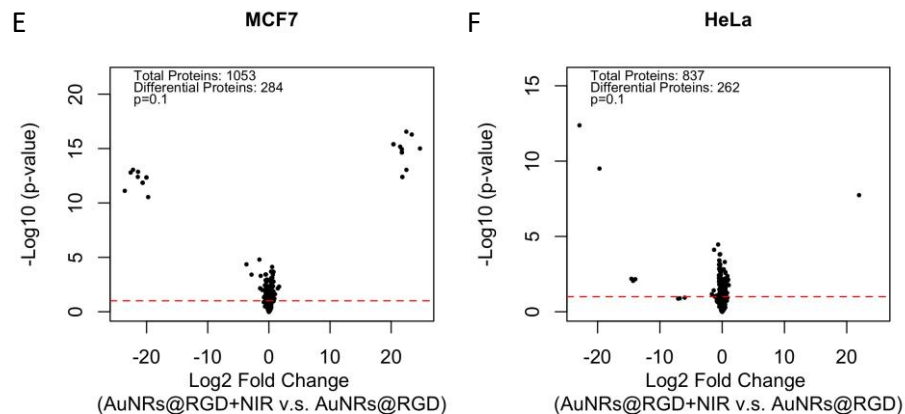 E
MCF7
Total Proteins: 1053
Differential Proteins: 284
p=0.1
-Log10 (p-value)
20
15
10
5
0
-20
-10
0
10
20
Log2 Fold Change
(AuNRs@RGD+NIR v.s. AuNRs@RGD)
F
HeLa
Total Proteins: 837
Differential Proteins: 262
p=0.1
-Log10 (p-value)
15
10
5
0
-20
-10
0
10
20
Log2 Fold Change
(AuNRs@RGD+NIR v.s. AuNRs@RGD)